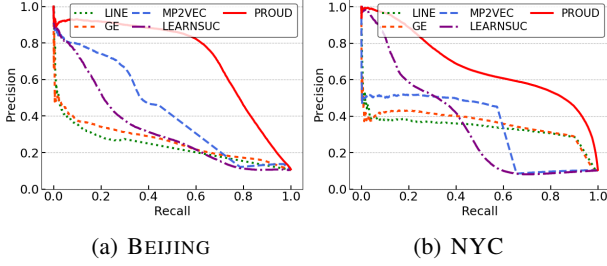 LINE MP2VEC PROUD
GE LEARNSUC
Precision
1.0
0.8
0.6
0.4
0.2
0.0
0.0 0.2 0.4 0.6 0.8 1.0
Recall
(a) BEIJING
LINE MP2VEC PROUD
GE LEARNSUC
Precision
1.0
0.8
0.6
0.4
0.2
0.0
0.0 0.2 0.4 0.6 0.8 1.0
Recall
(b) NYC